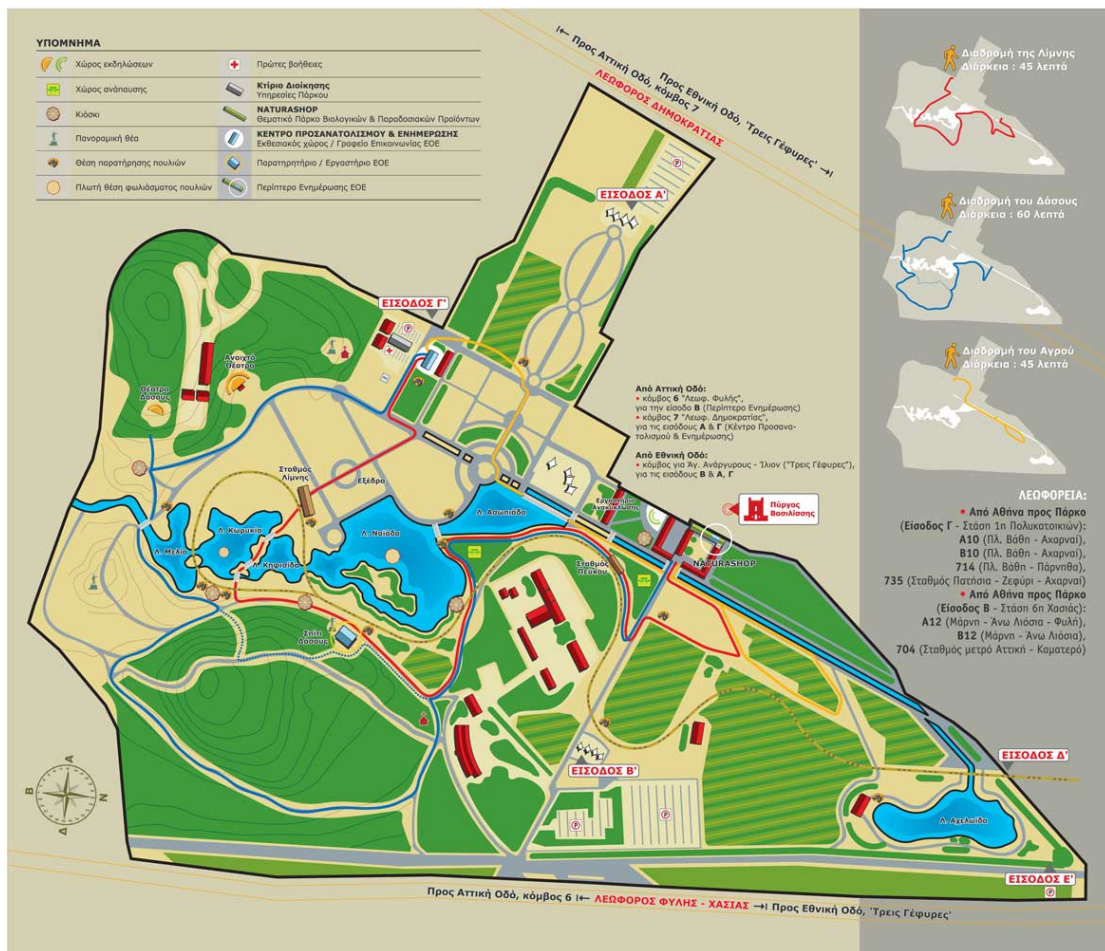 ΥΠΟΜΝΗΜΑ
Χώρος εκδηλώσεων
Χώρος ανάπαυσης
Κιόσκι
Πανοραμική θέα
Θέση παρατήρησης πουλιών
Πλωτή θέση φωλιάσματος πουλιών
Πρώτες βοήθειες
Κτίριο Διοίκησης
Υπηρεσίες Πάρκου
NATURASHOP
Θεματικό Πάρκο Βιολογικών & Παραδοσιακών Προϊόντων
ΚΕΝΤΡΟ ΠΡΟΣΑΝΑΤΟΛΙΣΜΟΥ & ΕΝΗΜΕΡΩΣΗΣ
Εκθεσιακός χώρος / Γραφείο Επικοινωνίας ΕΟΕ
Παρατηρητήριο / Εργαστήριο ΕΟΕ
Περίπτερο Ενημέρωσης ΕΟΕ
Προς Αττική Οδό, κόμβος 7
Προς Εθνική Οδό, 'Τρεις Γέφυρες'
ΛΕΩΦΟΡΟΣ ΔΗΜΟΚΡΑΤΙΑΣ
Διαδρομή της Λίμνης
Διάρκεια : 45 λεπτά
Διαδρομή του Δάσους
Διάρκεια : 60 λεπτά
Διαδρομή του Αγρού
Διάρκεια : 45 λεπτά
P
ΕΙΣΟΔΟΣ Α'
ΕΙΣΟΔΟΣ Γ'
P
Ανοιχτό
Θέατρο
Θέατρο
Δάσους
Από Αττική Οδό:
• κόμβος 6 "Λεωφ. Φυλής",
για την είσοδο Β (Περίπτερο Ενημέρωσης)
• κόμβος 7 "Λεωφ. Δημοκρατίας",
για τις εισόδους Α & Γ (Κέντρο Προσανα-
τολισμού & Ενημέρωσης)
Από Εθνική Οδό:
• κόμβος για Άγ. Ανάργυρους - Ίλιον ("Τρεις Γέφυρες"),
για τις εισόδους Β & Α, Γ
Σταθμός
Λίμνης
Εξέδρα
Εργαστήριο
Ανακύκλωσης
Πύργος
Βασιλίσσης
Λ. Μελία
Λ. Κωρυκία
Λ. Κηφισίδα
Λ. Ναϊάδα
Λ. Ασωπιάδα
Σταθμός
Πεύκου
NATURASHOP
Σπίτι
Δάσους
ΛΕΩΦΟΡΕΙΑ:
• Από Αθήνα προς Πάρκο
(Είσοδος Γ - Στάση 1η Πολυκατοικιών):
Α10 (Πλ. Βάθη - Αχαρναί),
Β10 (Πλ. Βάθη - Αχαρναί),
714 (Πλ. Βάθη - Πάρνηθα),
735 (Σταθμός Πατήσια - Ζεφύρι - Αχαρναί)
• Από Αθήνα προς Πάρκο
(Είσοδος Β - Στάση 6η Χασιάς):
Α12 (Μάρνη - Άνω Λιόσια - Φυλή),
Β12 (Μάρνη - Άνω Λιόσια),
704 (Σταθμός μετρό Αττική - Καματερό)
ΕΙΣΟΔΟΣ Β'
ΕΙΣΟΔΟΣ Δ'
Λ. Αχελωίδα
P
P
P
ΕΙΣΟΔΟΣ Ε'
P
Α
Β
Ν
Δ
Προς Αττική Οδό, κόμβος 6 ΛΕΩΦΟΡΟΣ ΦΥΛΗΣ - ΧΑΣΙΑΣ Προς Εθνική Οδό, 'Τρεις Γέφυρες'